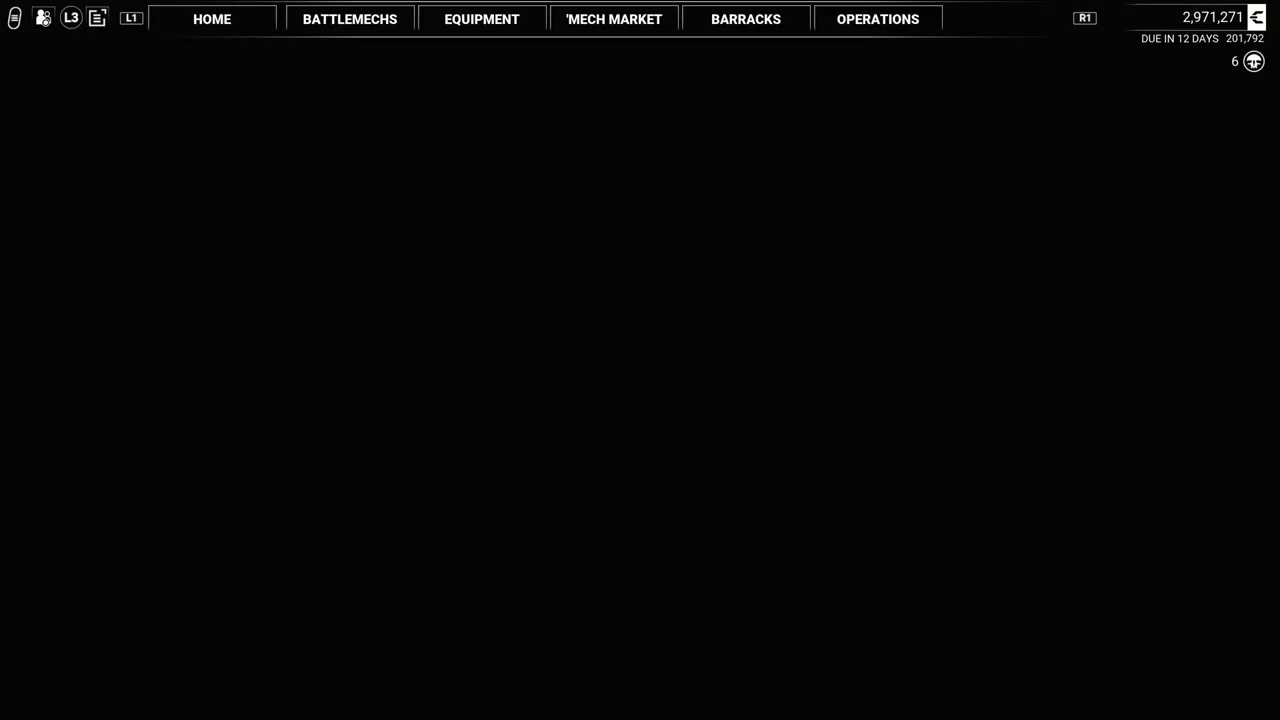 L3 L1 HOME BATTLEMECHS EQUIPMENT 'MECH MARKET BARRACKS OPERATIONS R1 2,971,271
DUE IN 12 DAYS 201,792
6